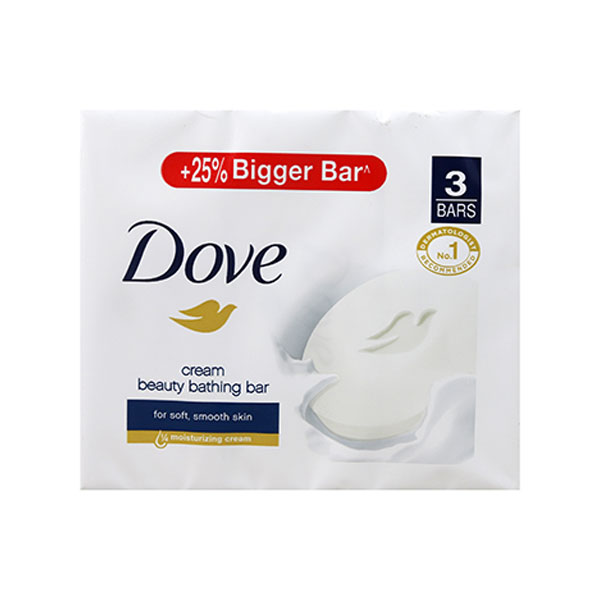 +25% Bigger Bar^
3
BARS
DERMATOLOGIST
No.1
RECOMMENDED
Dove
cream
beauty bathing bar
for soft, smooth skin
¼ moisturizing cream